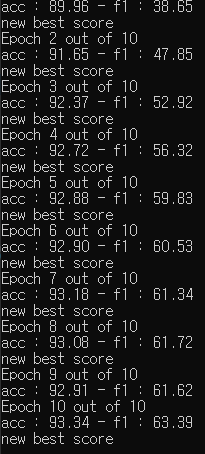 acc : 89.96 - f1 : 38.65
new best score
Epoch 2 out of 10
acc : 91.65 - f1 : 47.85
new best score
Epoch 3 out of 10
acc : 92.37 - f1 : 52.92
new best score
Epoch 4 out of 10
acc : 92.72 - f1 : 56.32
new best score
Epoch 5 out of 10
acc : 92.88 - f1 : 59.83
new best score
Epoch 6 out of 10
acc : 92.90 - f1 : 60.53
new best score
Epoch 7 out of 10
acc : 93.18 - f1 : 61.34
new best score
Epoch 8 out of 10
acc : 93.08 - f1 : 61.72
new best score
Epoch 9 out of 10
acc : 92.91 - f1 : 61.62
Epoch 10 out of 10
acc : 93.34 - f1 : 63.39
new best score